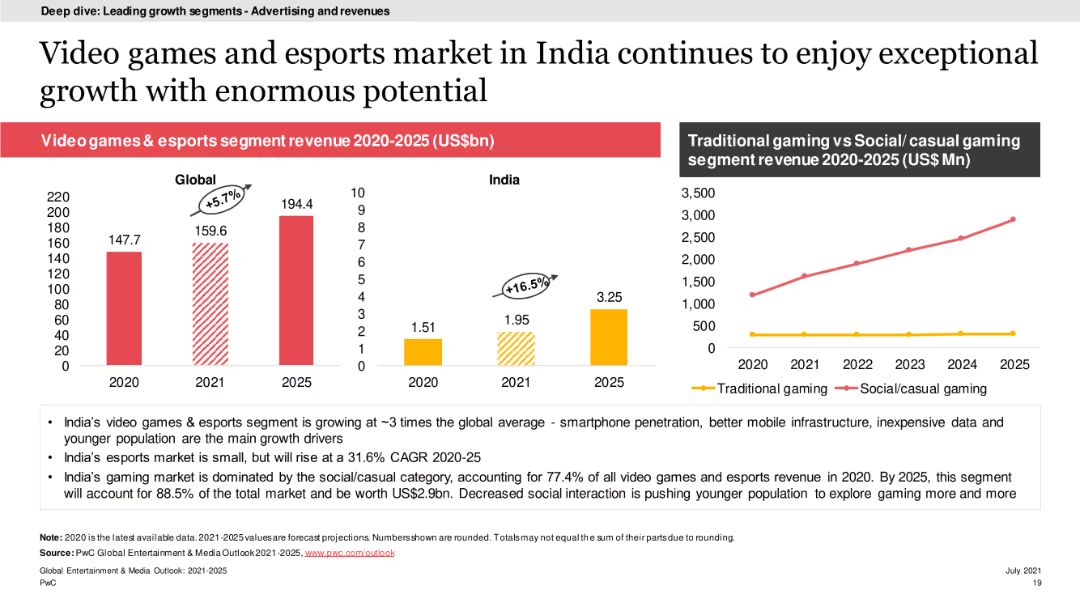 Deep dive: Leading growth segments - Advertising and revenues
Video games and esports market in India continues to enjoy exceptional
growth with enormous potential
Video games & esports segment revenue 2020-2025 (US$bn)
Global
220
200
180
160
140
120
100
80
60
40
20
0
147.7
159.6
194.4
+5.7%
2020
2021
2025
India
10
9
8
7
6
5
4
3
2
1
0
1.51
1.95
3.25
+16.5%
2020
2021
2025
Traditional gaming vs Social/ casual gaming
segment revenue 2020-2025 (US$ Mn)
3,500
3,000
2,500
2,000
1,500
1,000
500
0
2020 2021 2022 2023 2024 2025
Traditional gaming Social/casual gaming
• India's video games & esports segment is growing at ~3 times the global average - smartphone penetration, better mobile infrastructure, inexpensive data and
younger population are the main growth drivers
• India's esports market is small, but will rise at a 31.6% CAGR 2020-25
• India's gaming market is dominated by the social/casual category, accounting for 77.4% of all video games and esports revenue in 2020. By 2025, this segment
will account for 88.5% of the total market and be worth US$2.9bn. Decreased social interaction is pushing younger population to explore gaming more and more
Note: 2020 is the latest available data. 2021-2025 values are forecast projections. Numbers shown are rounded. Totals may not equal the sum of their parts due to rounding.
Source: PwC Global Entertainment & Media Outlook 2021-2025, www.pwc.com/outlook
Global Entertainment & Media Outlook: 2021-2025
PwC
July 2021
19